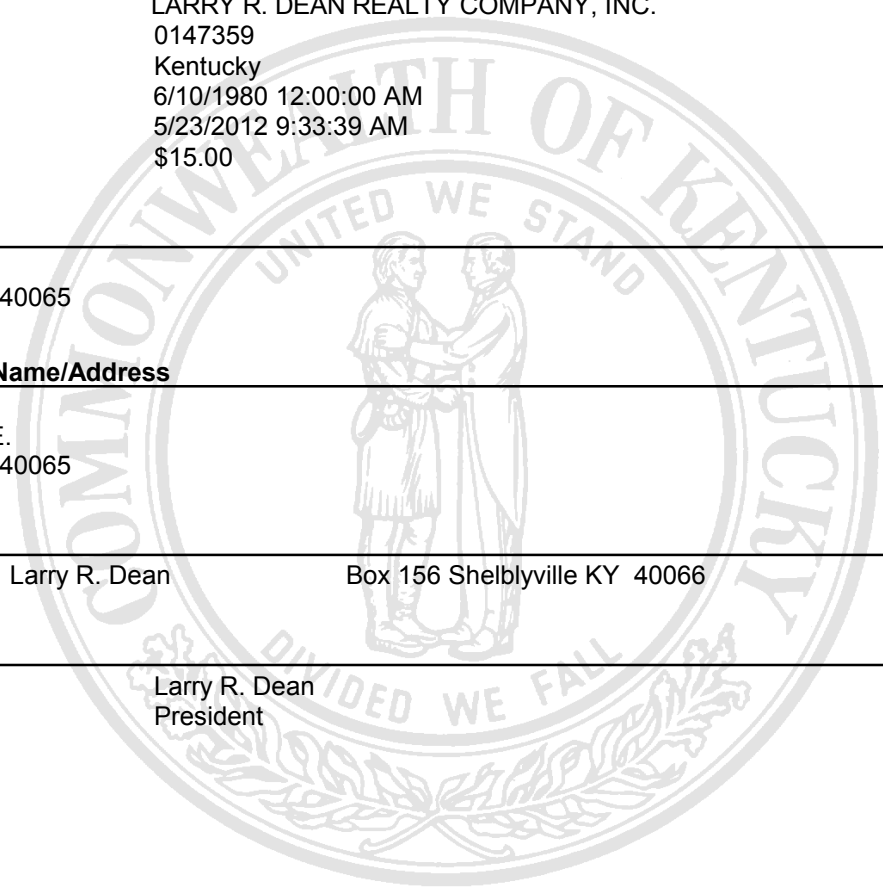 LARRY R. DEAN REALTY COMPANY, INC.
0147359
Kentucky
6/10/1980 12:00:00 AM
5/23/2012 9:33:39 AM
$15.00
40065
Name/Address
E.
40065
Larry R. Dean Box 156 Shelblyville KY 40066
Larry R. Dean
President
COMMONWEALTH OF KENTUCKY
UNITED WE STAND
DIVIDED WE FALL